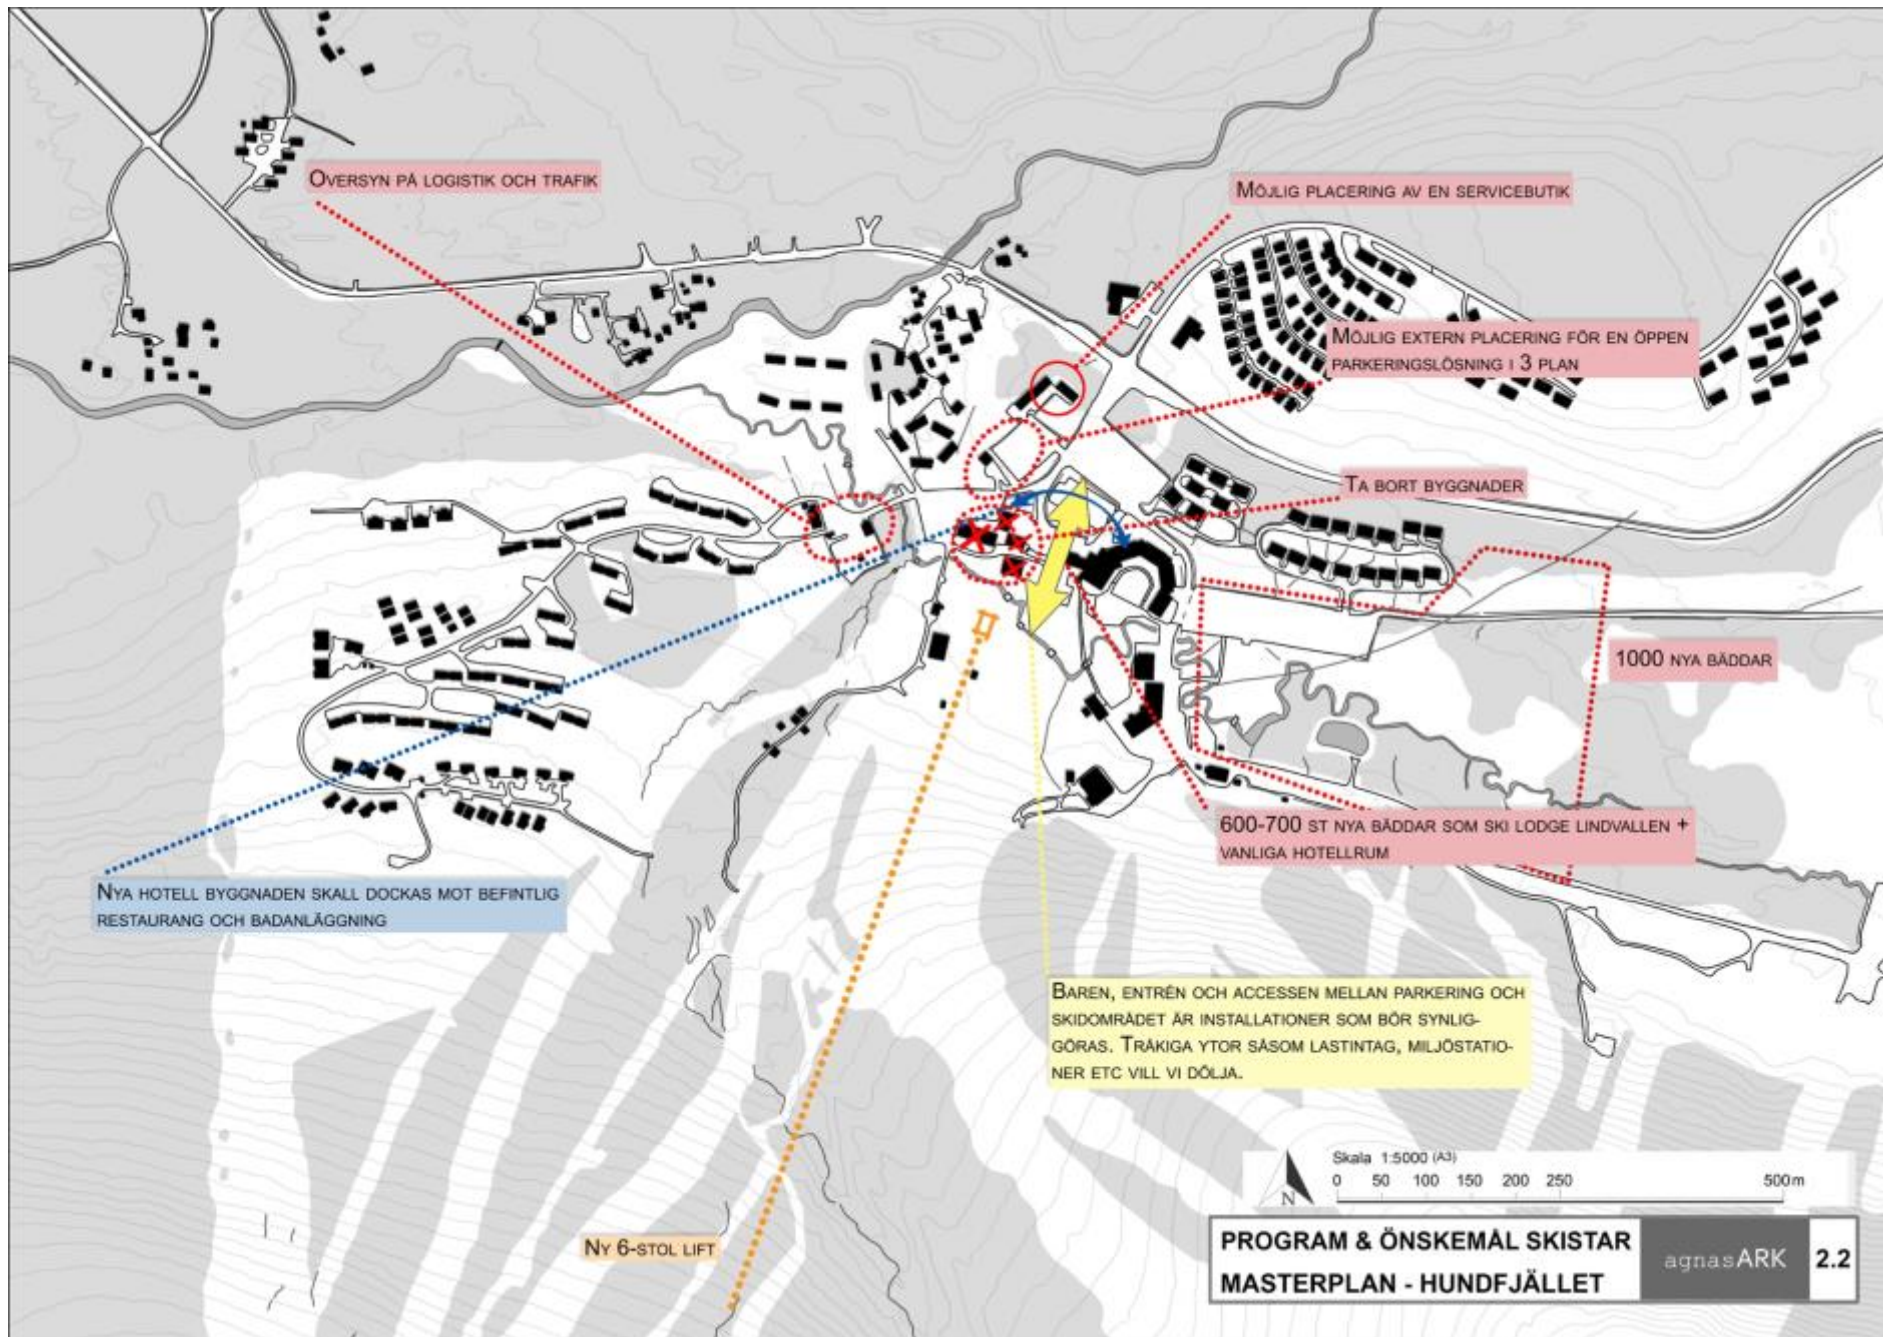 ÖVERSYN PÅ LOGISTIK OCH TRAFIK
MÖJLIG PLACERING AV EN SERVICEBUTIK
MÖJLIG EXTERN PLACERING FÖR EN ÖPPEN
PARKERINGSLÖSNING I 3 PLAN
TA BORT BYGGNADER
1000 NYA BÄDDAR
600-700 ST NYA BÄDDAR SOM SKI LODGE LINDVALLEN +
VANLIGA HOTELLRUM
NYA HOTELL BYGGNADEN SKALL DOCKAS MOT BEFINTLIG
RESTAURANG OCH BADANLÄGGNING
BAREN, ENTRÉN OCH ACCESSEN MELLAN PARKERING OCH
SKIDOMRÅDET ÄR INSTALLATIONER SOM BÖR SYNLIG-
GÖRAS. TRÅKIGA YTOR SÅSOM LASTINTAG, MILJÖSTATIO-
NER ETC VILL VI DÖLJA.
NY 6-STOL LIFT
N
Skala 1:5000 (A3)
0 50 100 150 200 250 500m
PROGRAM & ÖNSKEMÅL SKISTAR
MASTERPLAN - HUNDFJÄLLET
agnasARK
2.2